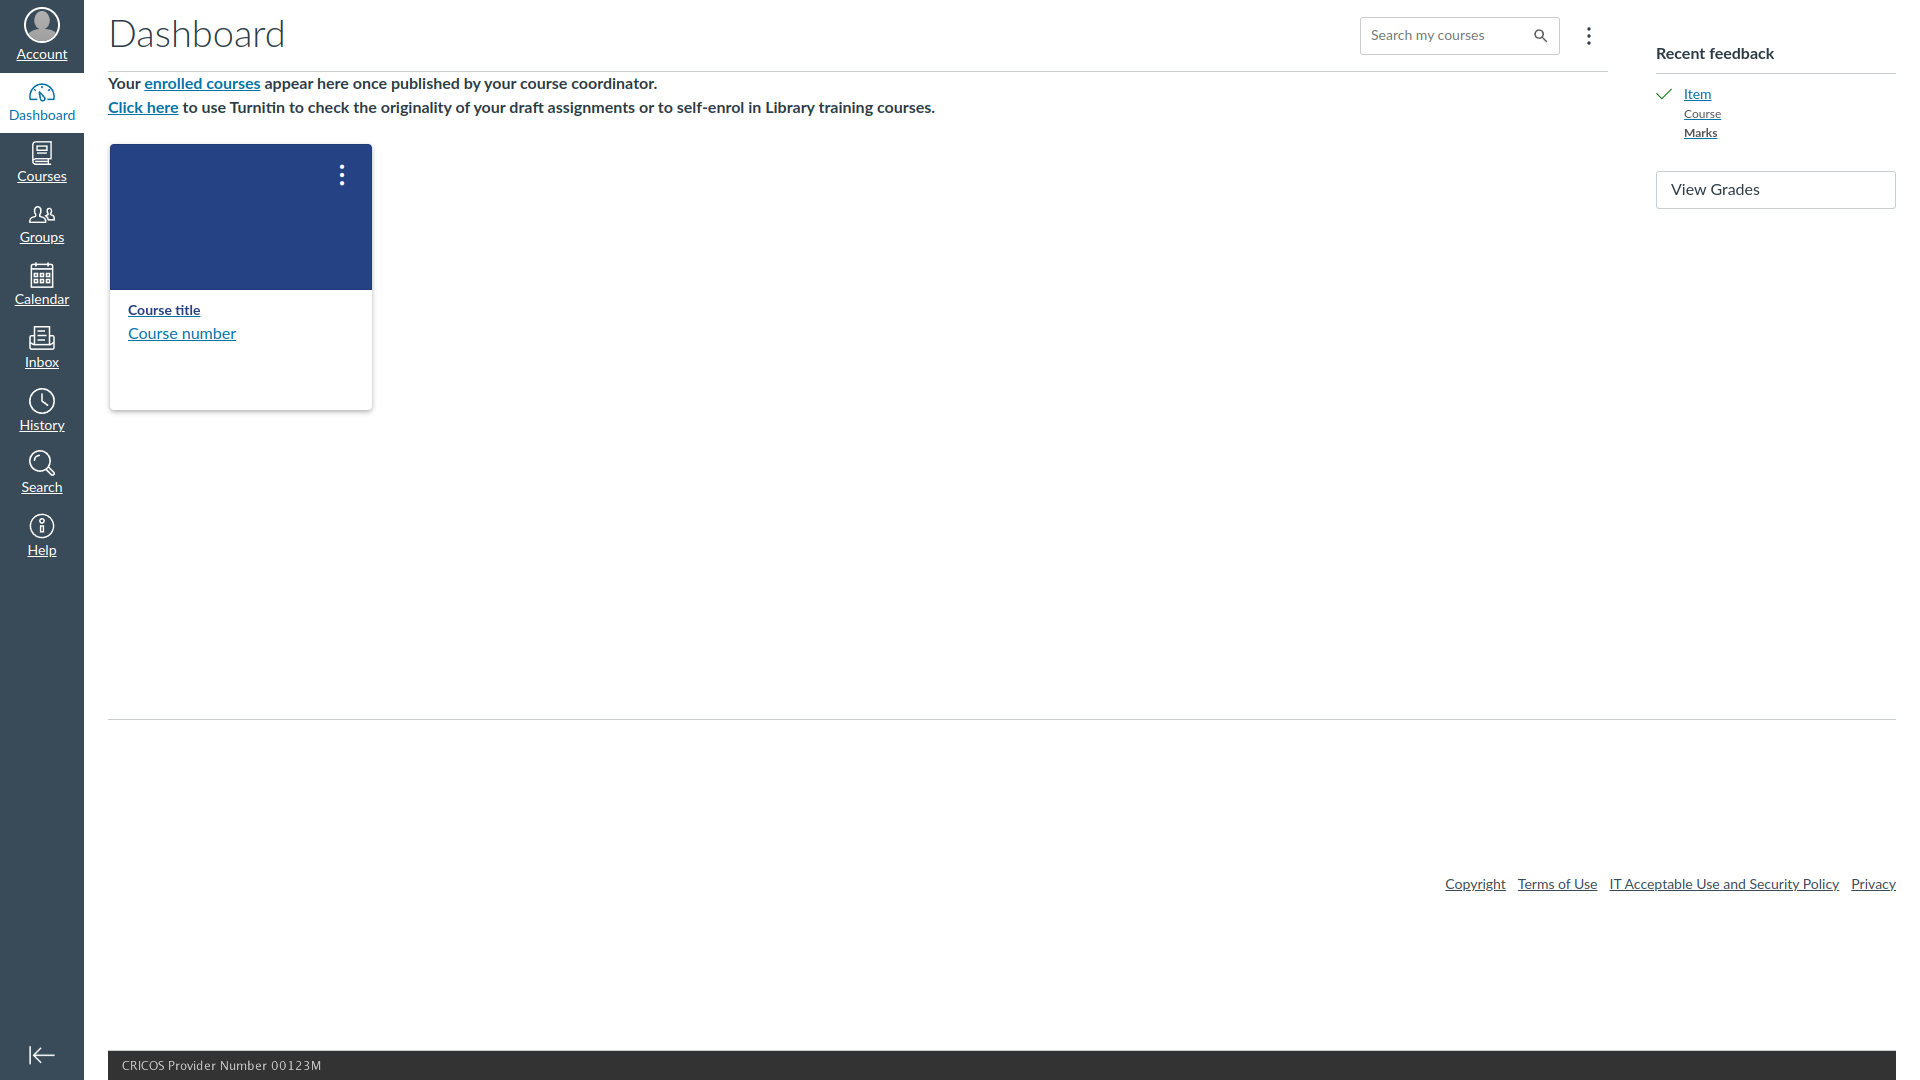 Account
Dashboard
Courses
Groups
Calendar
Inbox
History
Search
Help
Dashboard
Search my courses
Your enrolled courses appear here once published by your course coordinator.
Click here to use Turnitin to check the originality of your draft assignments or to self-enrol in Library training courses.
Course title
Course number
Recent feedback
Item
Course
Marks
View Grades
Copyright Terms of Use IT Acceptable Use and Security Policy Privacy
CRICOS Provider Number 00123M